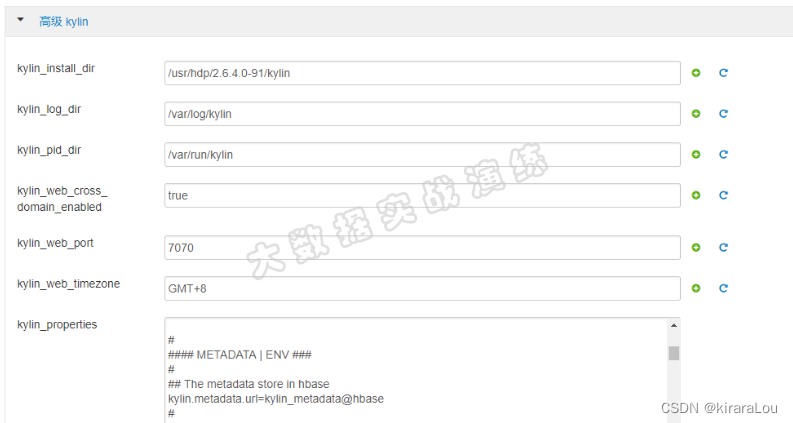 高级 kylin
kylin_install_dir
/usr/hdp/2.6.4.0-91/kylin
kylin_log_dir
/var/log/kylin
kylin_pid_dir
/var/run/kylin
kylin_web_cross_
domain_enabled
true
kylin_web_port
7070
kylin_web_timezone
GMT+8
kylin_properties
#
#### METADATA | ENV ###
#
## The metadata store in hbase
kylin.metadata.url=kylin_metadata@hbase
#
大数据实战演练
CSDN @kiraraLou